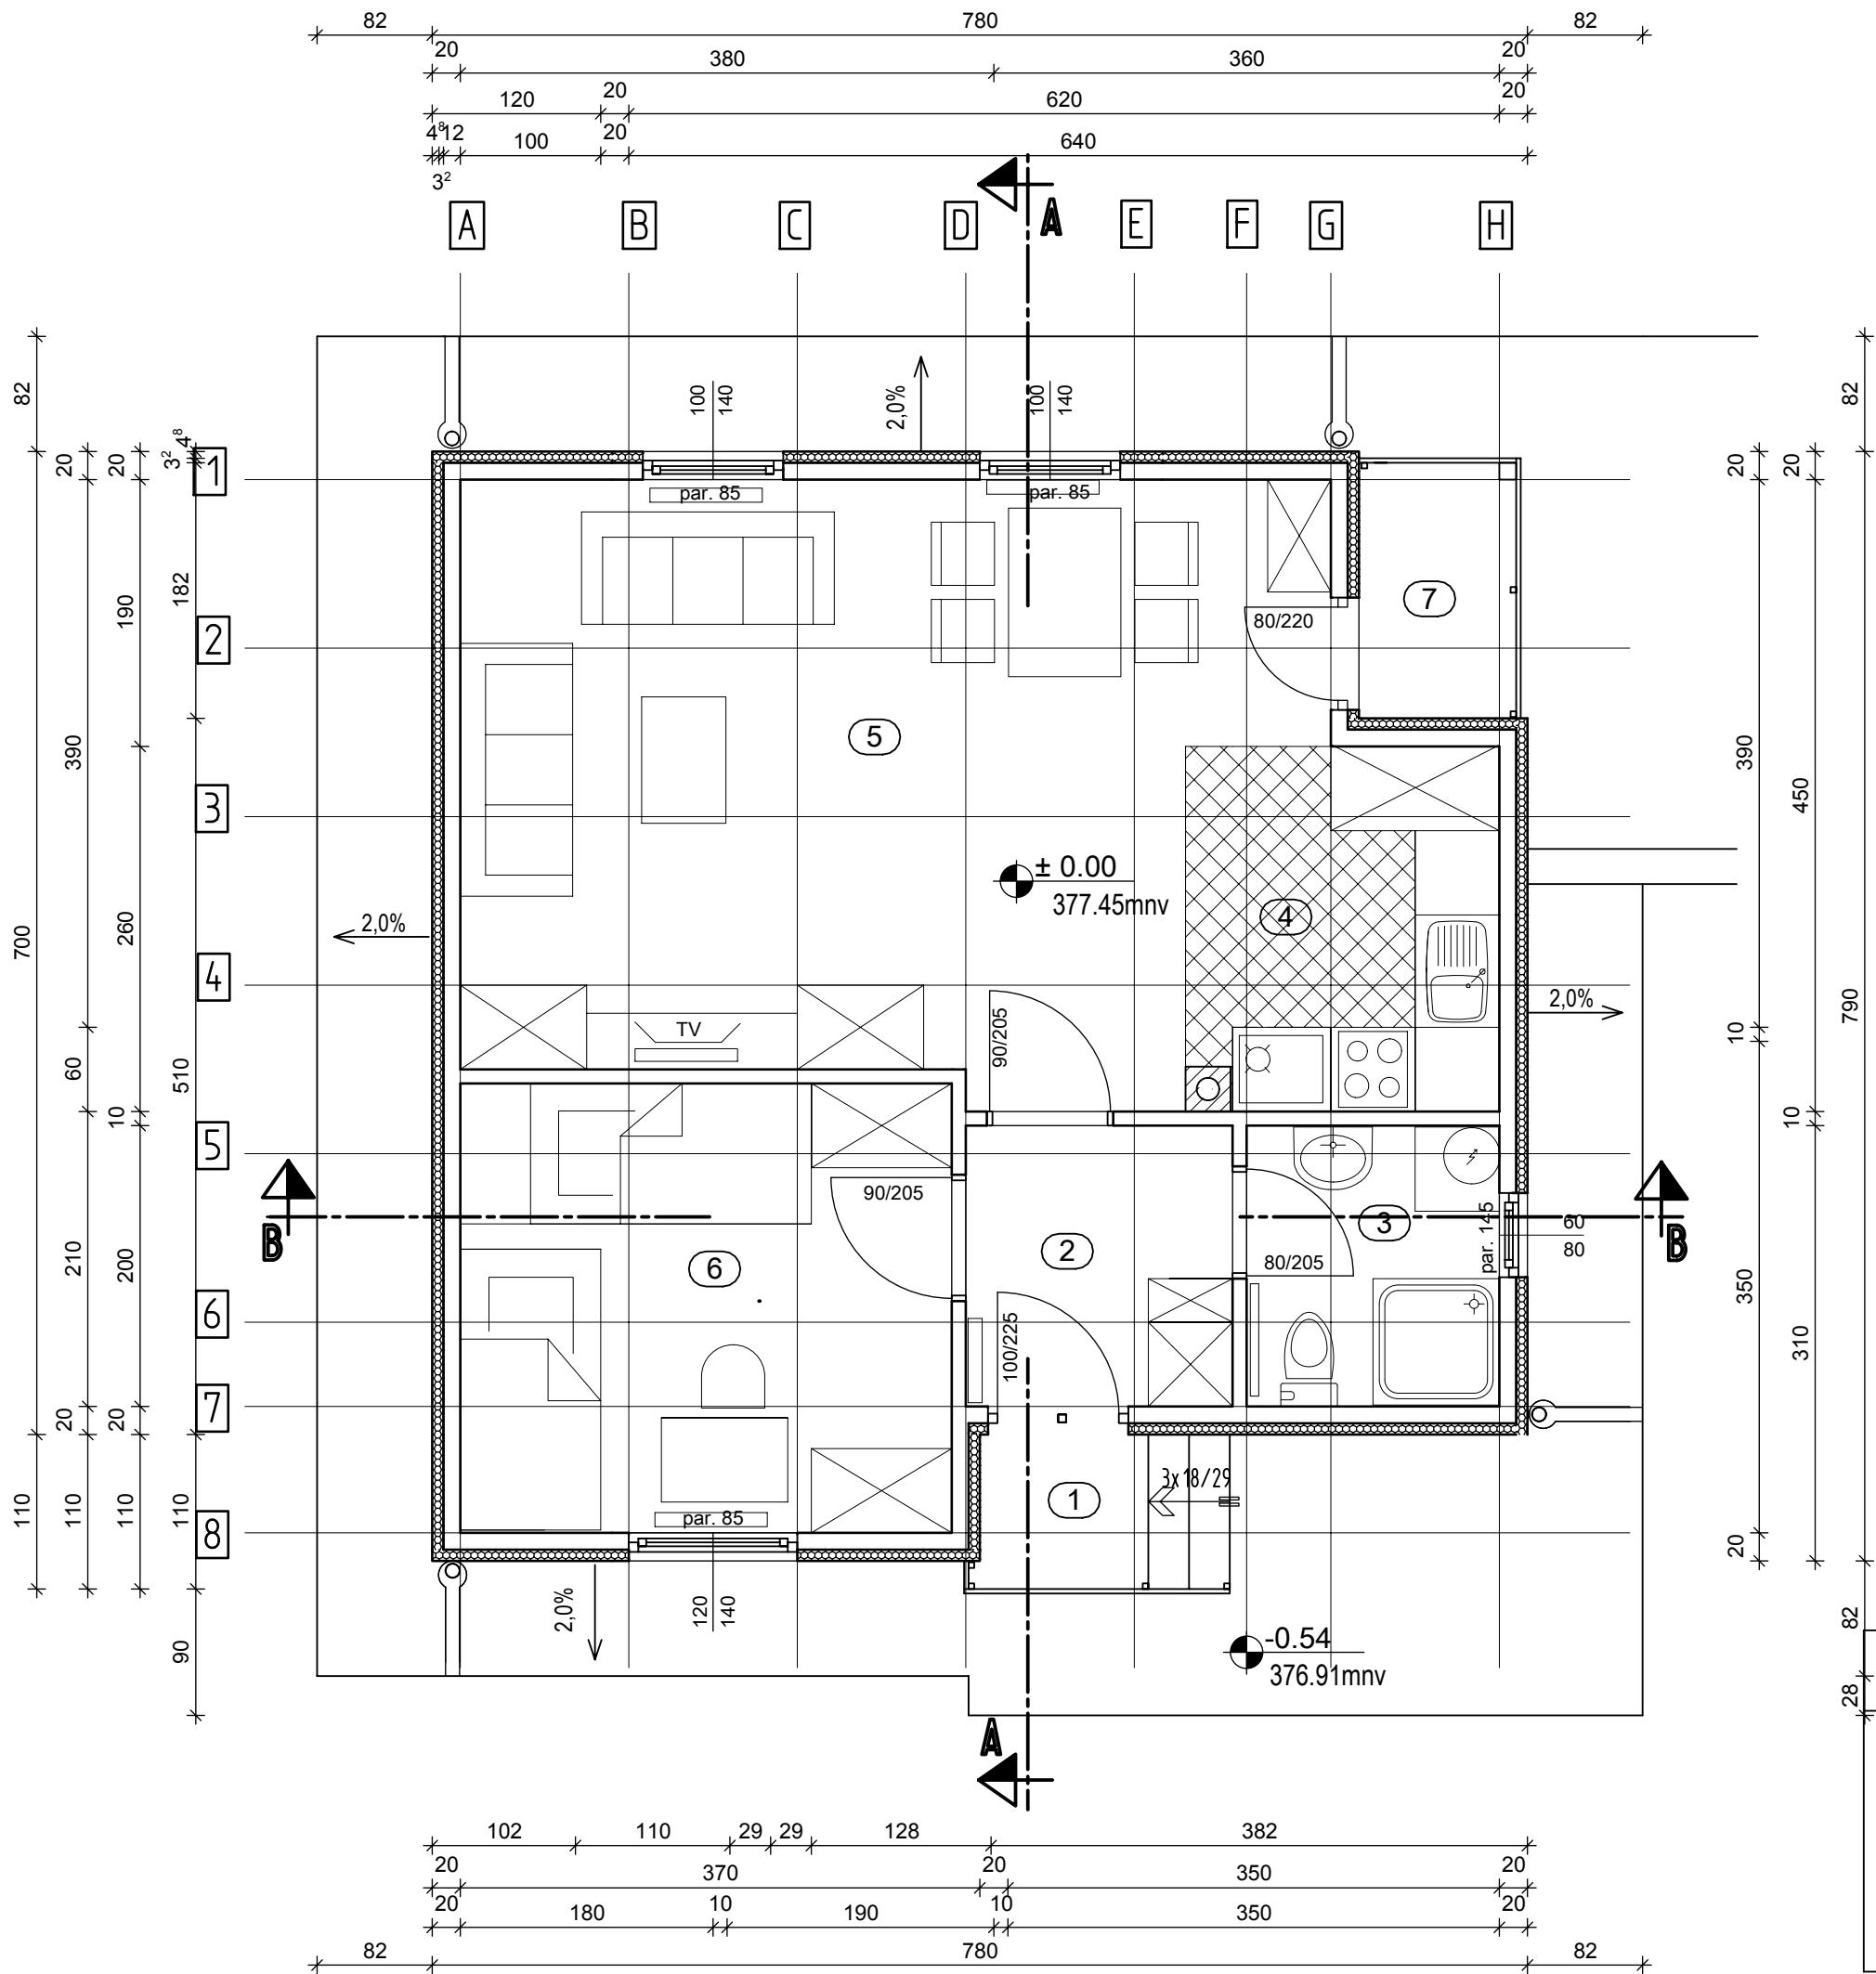 82 780 82
20 380 360 20
120 20 620 20
4⁸ 12 100 20 640
3²
A B C D A E F G H
82
100 140
2,0%
100 140
82
20 20 3² 4⁸
1
20 20
par. 85
par. 85
182
190
7
80/220
2
390
5
390
450
3
± 0.00
377.45mnv
260
700
4
2,0%
4
2,0%
790
TV
90/205
60
510
10
10
10
5
90/205
B
210
200
6
2
3
par. 145
60
80
B
80/205
350
310
6
100/225
7
20 20
110 110 110 110
3x18/29
1
8
par. 85
20
2,0%
120 140
-0.54
376.91mnv
90
82
28
A
102 110 29 29 128 382
20 370 20 350 20
20 180 10 190 10 350 20
82 780 82